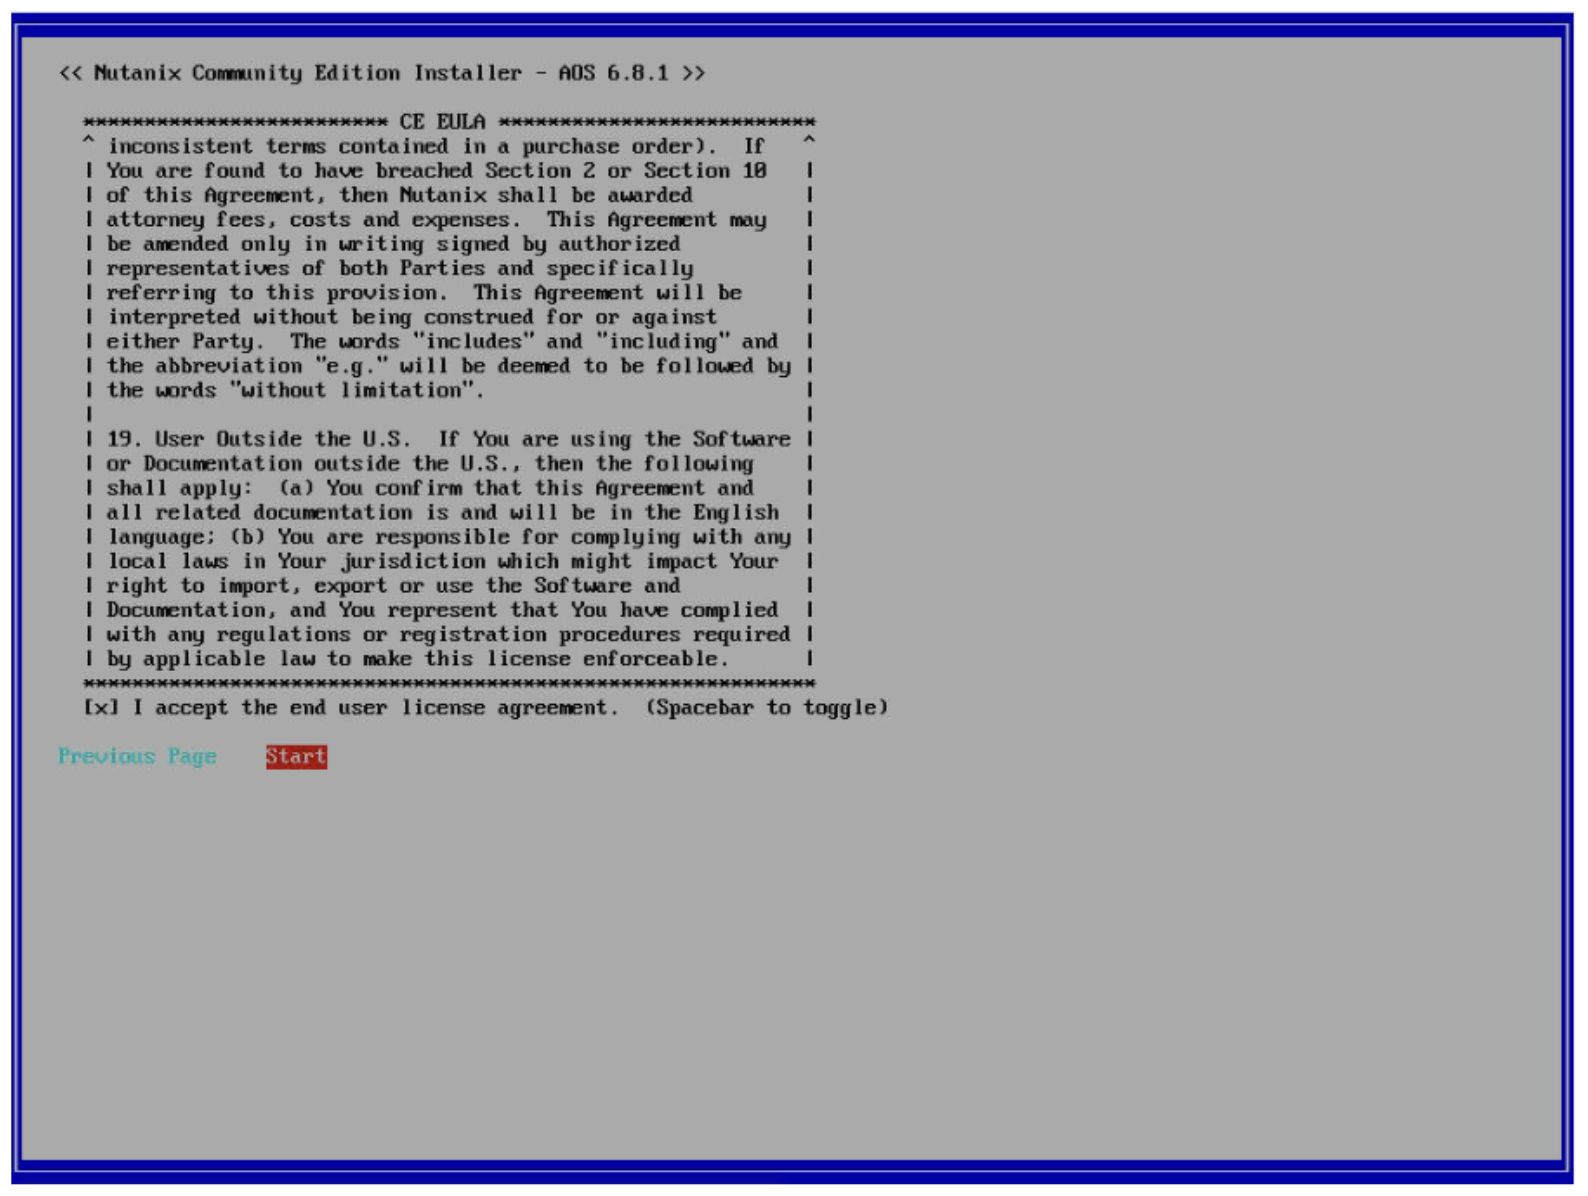 << Nutanix Community Edition Installer - AOS 6.8.1 >>
************************* CE EULA **************************
^ inconsistent terms contained in a purchase order).  If   ^
| You are found to have breached Section 2 or Section 10   |
| of this Agreement, then Nutanix shall be awarded         |
| attorney fees, costs and expenses.  This Agreement may   |
| be amended only in writing signed by authorized          |
| representatives of both Parties and specifically         |
| referring to this provision.  This Agreement will be     |
| interpreted without being construed for or against       |
| either Party.  The words "includes" and "including" and  |
| the abbreviation "e.g." will be deemed to be followed by |
| the words "without limitation".                          |
|                                                          |
| 19. User Outside the U.S.  If You are using the Software |
| or Documentation outside the U.S., then the following    |
| shall apply:  (a) You confirm that this Agreement and    |
| all related documentation is and will be in the English  |
| language; (b) You are responsible for complying with any |
| local laws in Your jurisdiction which might impact Your  |
| right to import, export or use the Software and          |
| Documentation, and You represent that You have complied  |
| with any regulations or registration procedures required |
| by applicable law to make this license enforceable.      |
************************************************************
[x] I accept the end user license agreement.  (Spacebar to toggle)
Previous Page    Start